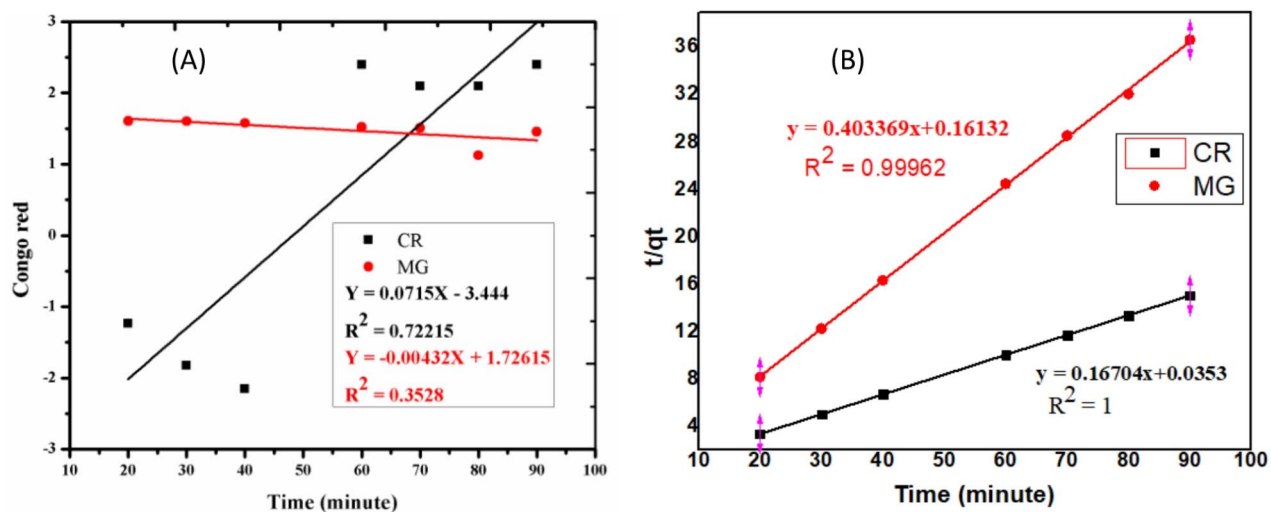 (A)
Congo red
3
2
1
0
-1
-2
-3
CR
MG
Y = 0.0715X - 3.444
R² = 0.72215
Y = -0.00432X + 1.72615
R² = 0.3528
10 20 30 40 50 60 70 80 90 100
Time (minute)
(B)
t/qt
36
32
28
24
20
16
12
8
4
y = 0.403369x+0.16132
R² = 0.99962
CR
MG
y = 0.16704x+0.0353
R² = 1
10 20 30 40 50 60 70 80 90 100
Time (minute)